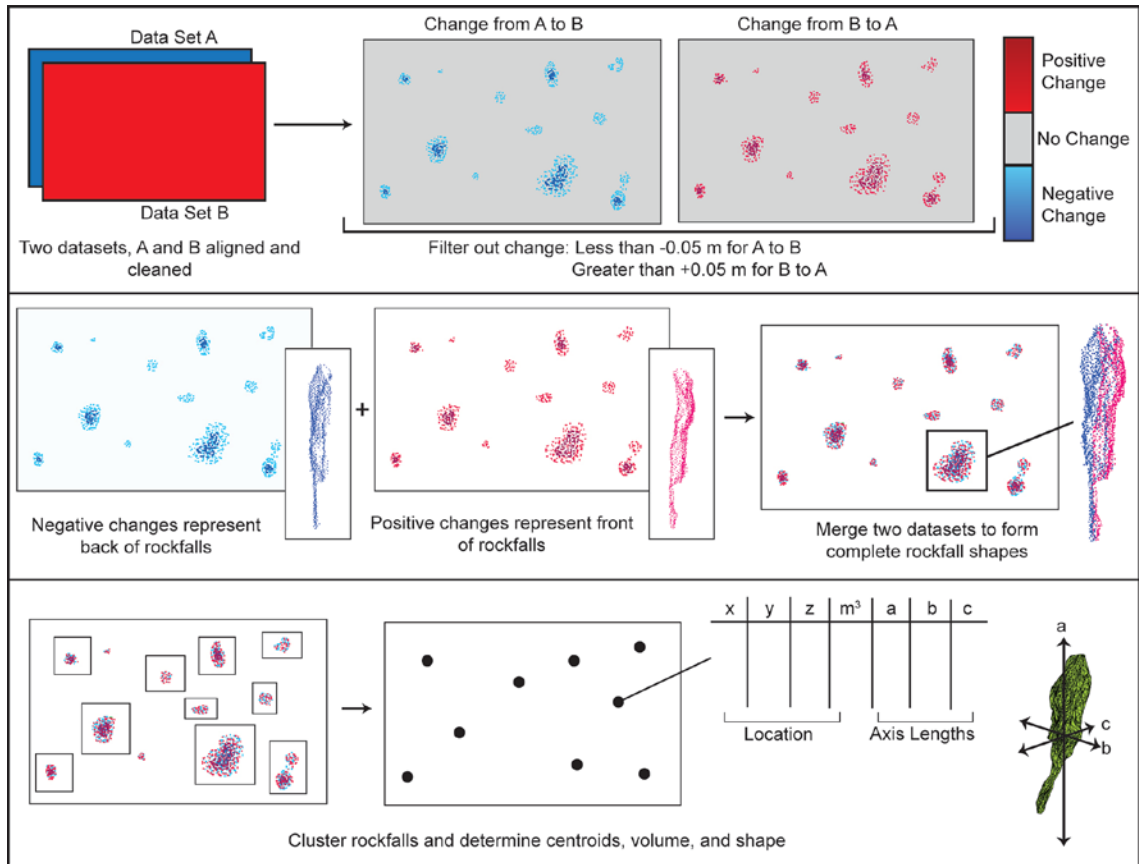 Data Set A
Data Set B
Two datasets, A and B aligned and
cleaned
Change from A to B
Change from B to A
Positive
Change
No Change
Negative
Change
Filter out change: Less than -0.05 m for A to B
Greater than +0.05 m for B to A
+
Negative changes represent
back of rockfalls
Positive changes represent front
of rockfalls
Merge two datasets to form
complete rockfall shapes
x y z m³ a b c
Location
Axis Lengths
a
c
b
Cluster rockfalls and determine centroids, volume, and shape